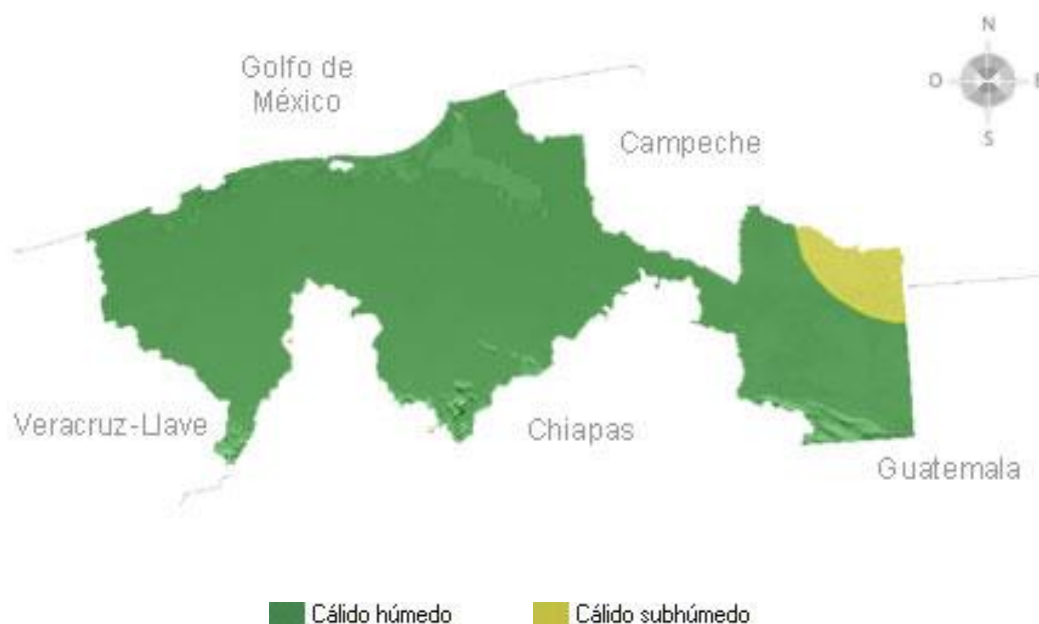 N
O
E
S
Golfo de
México
Campeche
Veracruz-Llave
Chiapas
Guatemala
Cálido húmedo
Cálido subhúmedo